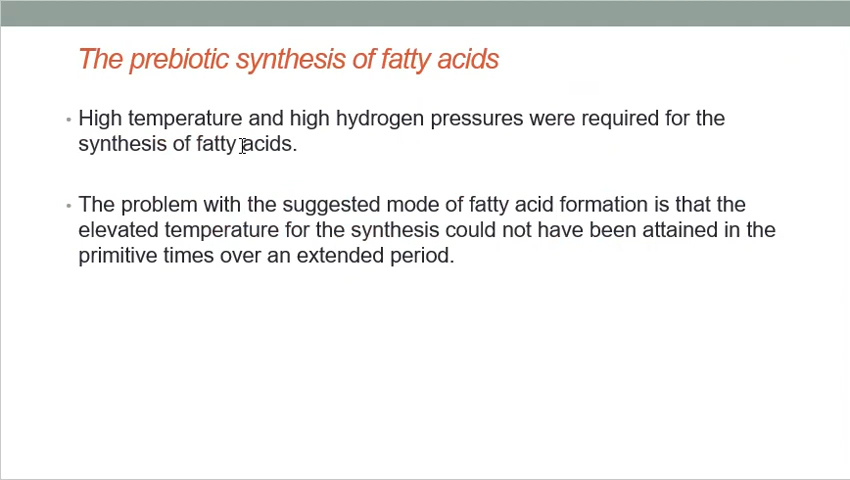 The prebiotic synthesis of fatty acids
• High temperature and high hydrogen pressures were required for the
synthesis of fatty acids.
• The problem with the suggested mode of fatty acid formation is that the
elevated temperature for the synthesis could not have been attained in the
primitive times over an extended period.